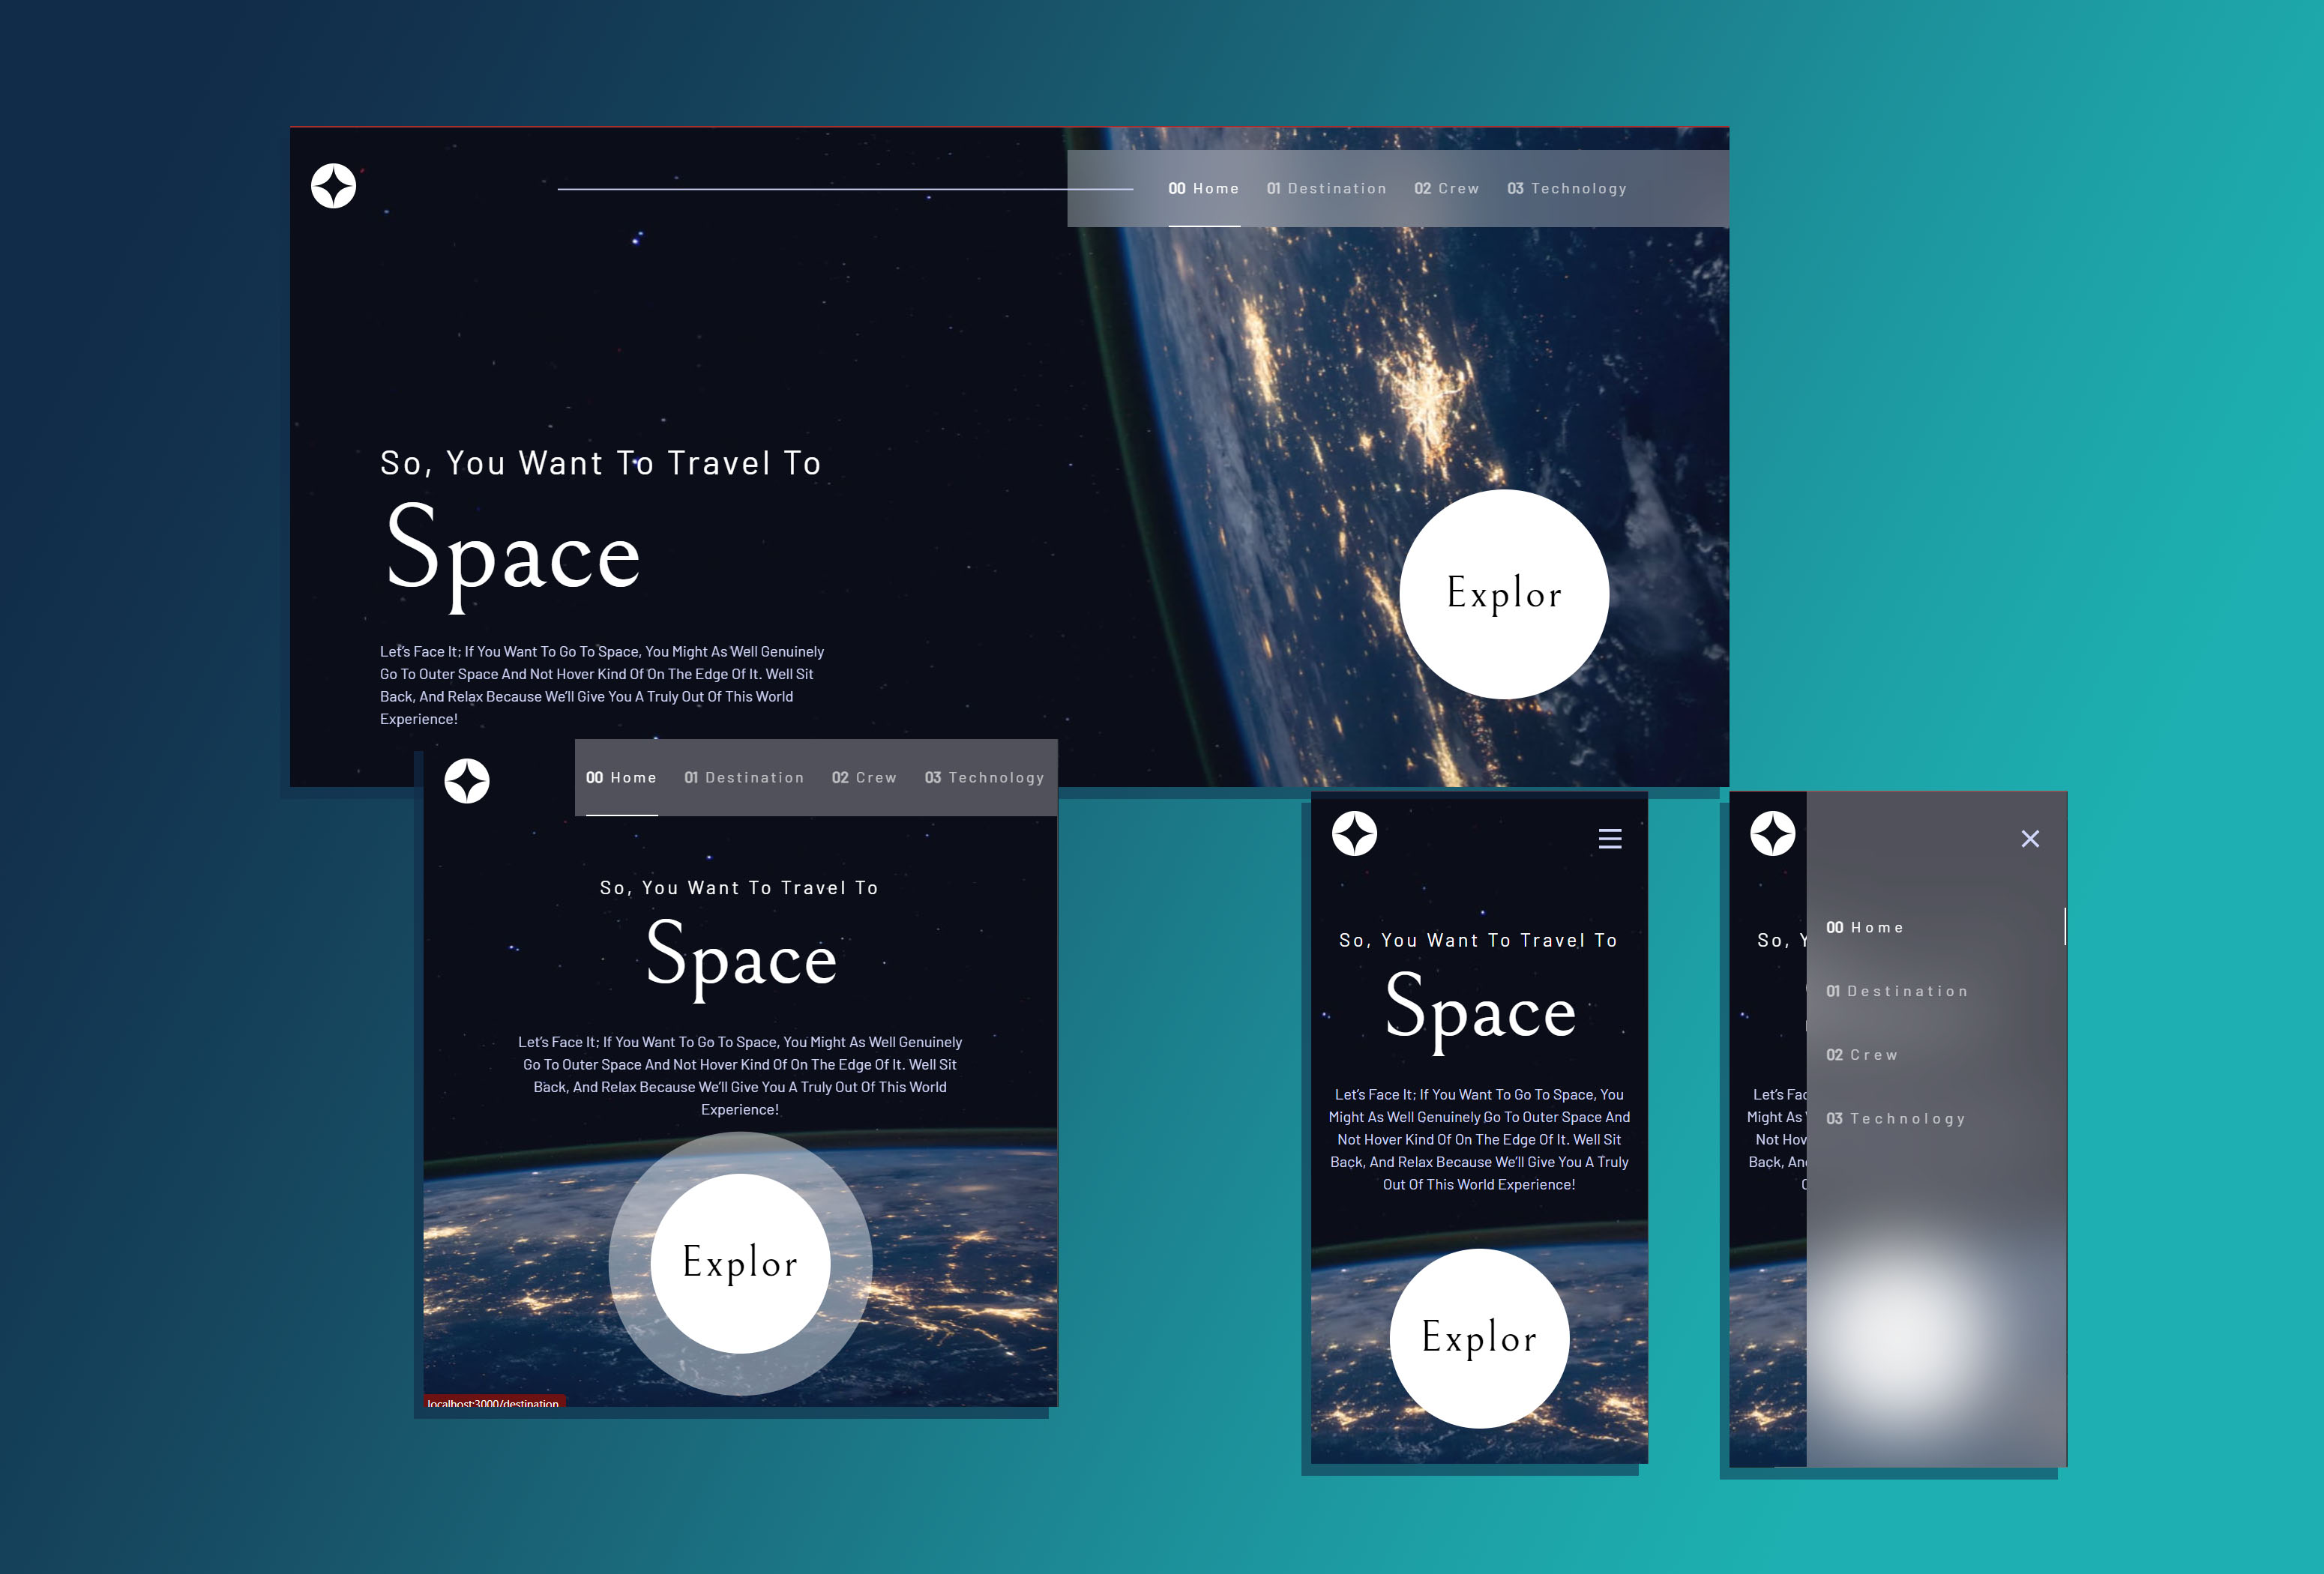 00 Home 01 Destination 02 Crew 03 Technology
So, You Want To Travel To
Space
Let's Face It; If You Want To Go To Space, You Might As Well Genuinely
Go To Outer Space And Not Hover Kind Of On The Edge Of It. Well Sit
Back, And Relax Because We'll Give You A Truly Out Of This World
Experience!
Explor
00 Home 01 Destination 02 Crew 03 Technology
So, You Want To Travel To
Space
Let's Face It; If You Want To Go To Space, You Might As Well Genuinely
Go To Outer Space And Not Hover Kind Of On The Edge Of It. Well Sit
Back, And Relax Because We'll Give You A Truly Out Of This World
Experience!
Explor
localhost:3000/destination
So, You Want To Travel To
Space
Let's Face It; If You Want To Go To Space, You
Might As Well Genuinely Go To Outer Space And
Not Hover Kind Of On The Edge Of It. Well Sit
Back, And Relax Because We'll Give You A Truly
Out Of This World Experience!
Explor
So,
Let's
Might As
Not
Back,
00 Home
01 Destination
02 Crew
03 Technology